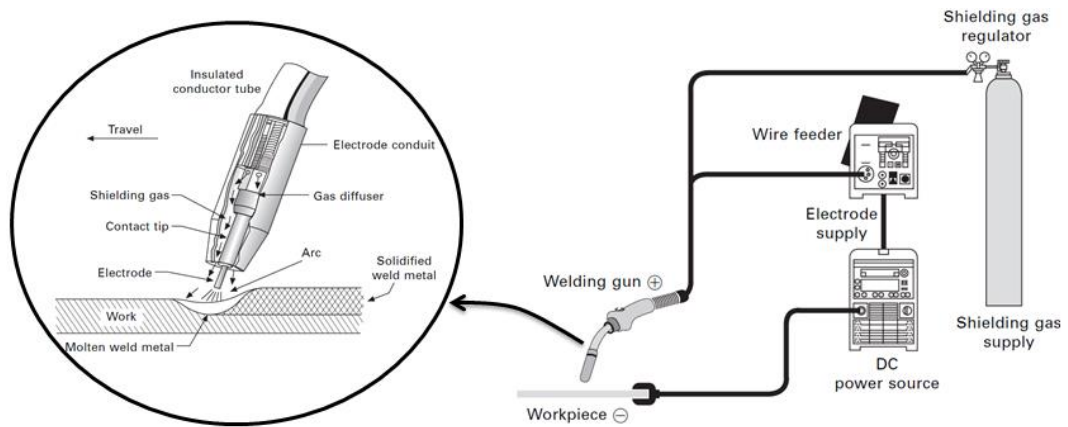 Insulated
conductor tube
Travel
Electrode conduit
Shielding gas
Gas diffuser
Contact tip
Electrode
Arc
Solidified
weld metal
Work
Molten weld metal
Shielding gas
regulator
Wire feeder
Electrode
supply
Welding gun ⊕
Shielding gas
supply
DC
power source
Workpiece ⊖